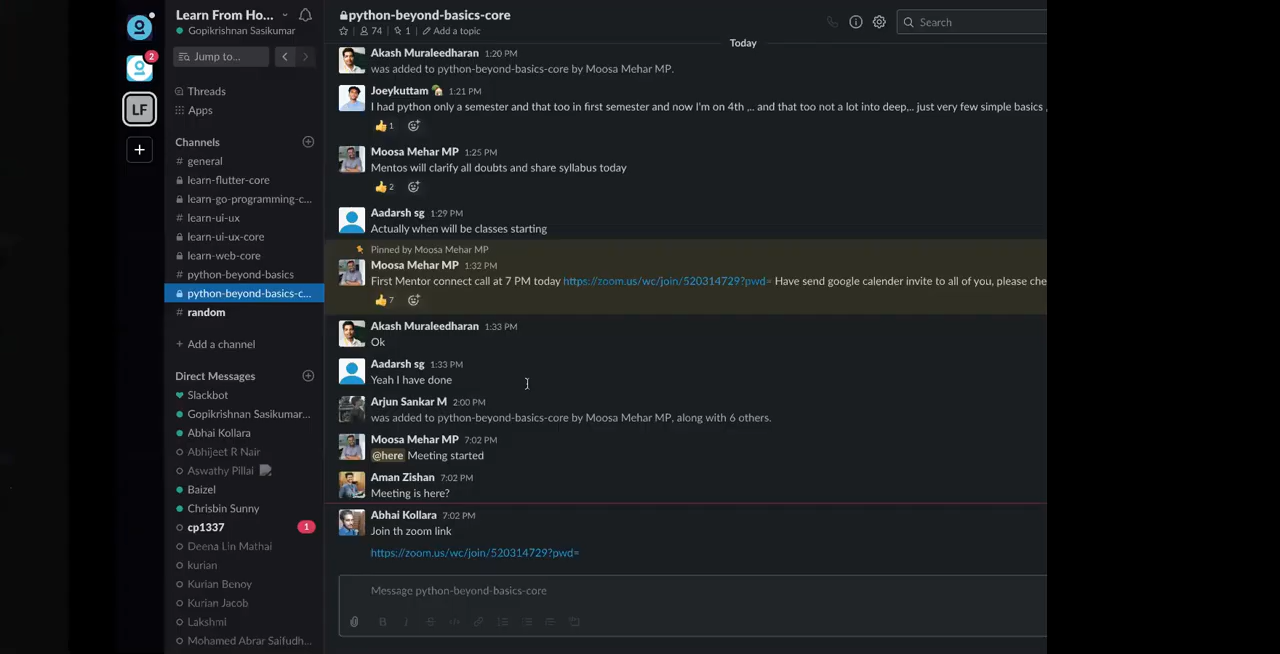 2
LF
+
Learn From Ho...
Gopikrishnan Sasikumar
Jump to...
Threads
Apps
Channels
# general
learn-flutter-core
learn-go-programming-c...
# learn-ui-ux
learn-ui-ux-core
learn-web-core
# python-beyond-basics
python-beyond-basics-c...
# random
+ Add a channel
Direct Messages
Slackbot
Gopikrishnan Sasikumar...
Abhai Kollara
Abhijeet R Nair
Aswathy Pillai
Baizel
Chrisbin Sunny
cp1337 1
Deena Lin Mathai
kurian
Kurian Benoy
Kurian Jacob
Lakshmi
Mohamed Abrar Saifudh...
python-beyond-basics-core
74 1 Add a topic
Search
Today
Akash Muraleedharan 1:20 PM
was added to python-beyond-basics-core by Moosa Mehar MP.
Joeykuttam 1:21 PM
I had python only a semester and that too in first semester and now I'm on 4th ,.. and that too not a lot into deep,.. just very few simple basics ,
1
Moosa Mehar MP 1:25 PM
Mentos will clarify all doubts and share syllabus today
2
Aadarsh sg 1:29 PM
Actually when will be classes starting
Pinned by Moosa Mehar MP
Moosa Mehar MP 1:32 PM
First Mentor connect call at 7 PM today https://zoom.us/wc/join/520314729?pwd= Have send google calender invite to all of you, please che
7
Akash Muraleedharan 1:33 PM
Ok
Aadarsh sg 1:33 PM
Yeah I have done
Arjun Sankar M 2:00 PM
was added to python-beyond-basics-core by Moosa Mehar MP, along with 6 others.
Moosa Mehar MP 7:02 PM
@here Meeting started
Aman Zishan 7:02 PM
Meeting is here?
Abhai Kollara 7:02 PM
Join th zoom link
https://zoom.us/wc/join/520314729?pwd=
Message python-beyond-basics-core
B I S